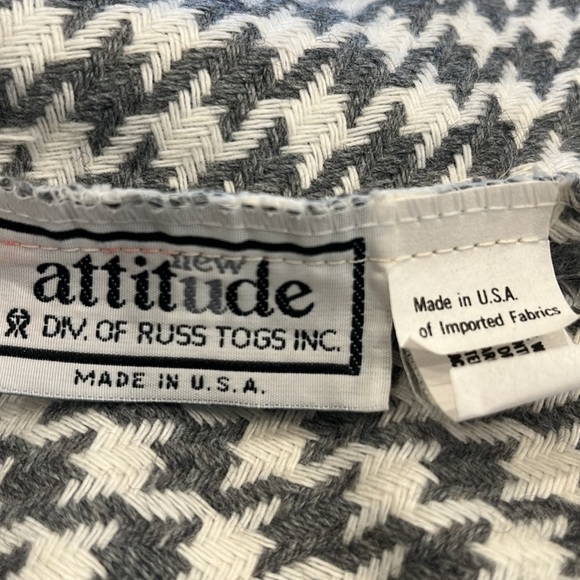 new
attitude
DIV. OF RUSS TOGS INC.
MADE IN U.S.A.
Made in U.S.A.
of Imported Fabrics